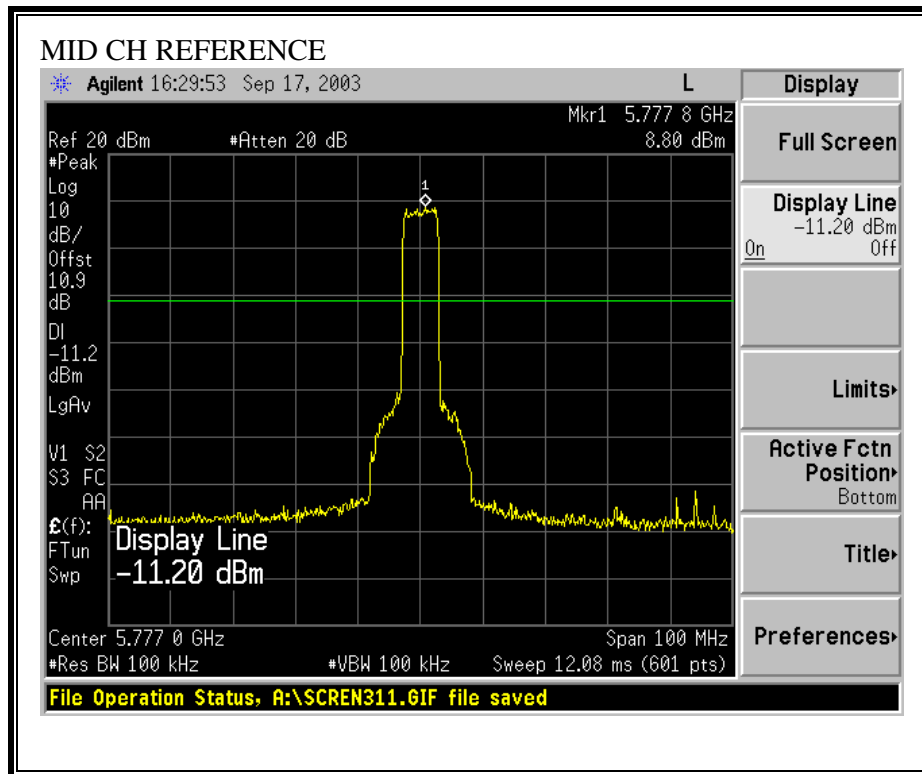 MID CH REFERENCE
Agilent 16:29:53 Sep 17, 2003 L
Mkr1 5.777 8 GHz
Ref 20 dBm #Atten 20 dB 8.80 dBm
#Peak
Log
10
dB/
Offst
10.9
dB
DI
-11.2
dBm
LgAv
V1 S2
S3 FC
AA
£(f):
FTun
Swp
1
Display Line
-11.20 dBm
Center 5.777 0 GHz Span 100 MHz
#Res BW 100 kHz #VBW 100 kHz Sweep 12.08 ms (601 pts)
File Operation Status, A:\SCREN311.GIF file saved
Display
Full Screen
Display Line
-11.20 dBm
On Off
Limits
Active Fctn
Position
Bottom
Title
Preferences